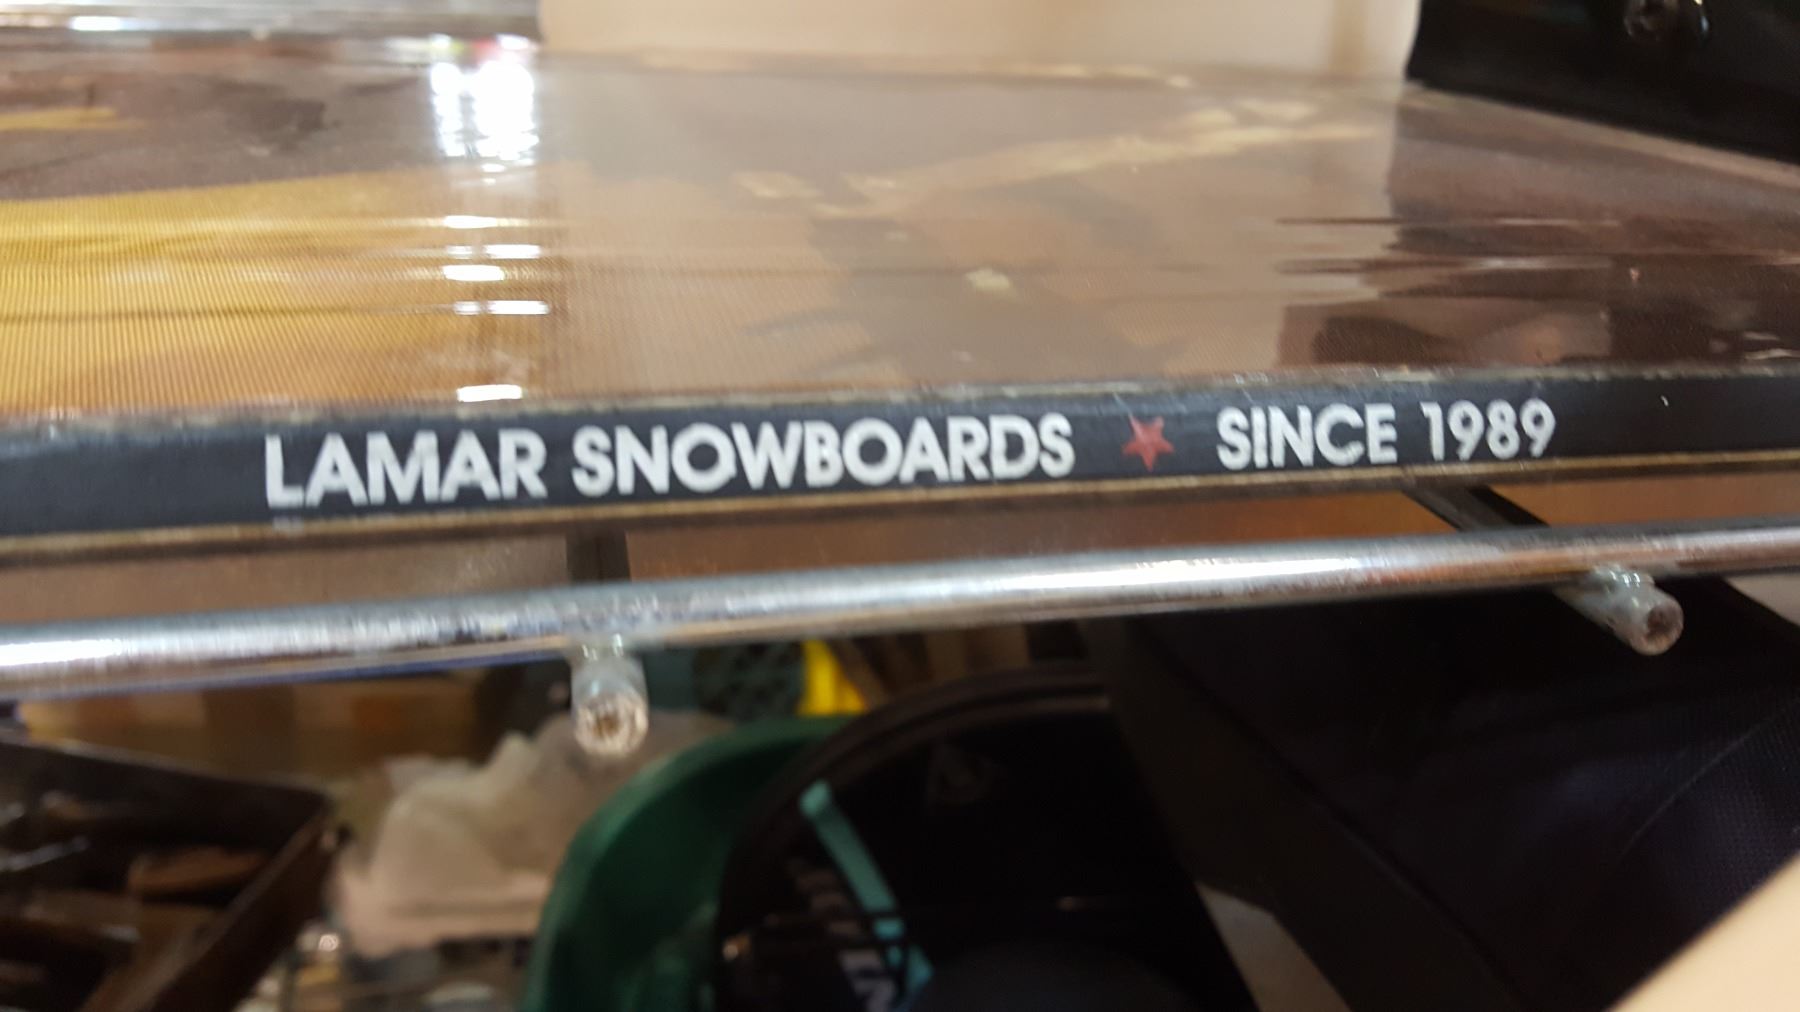 LAMAR SNOWBOARDS ★ SINCE 1989